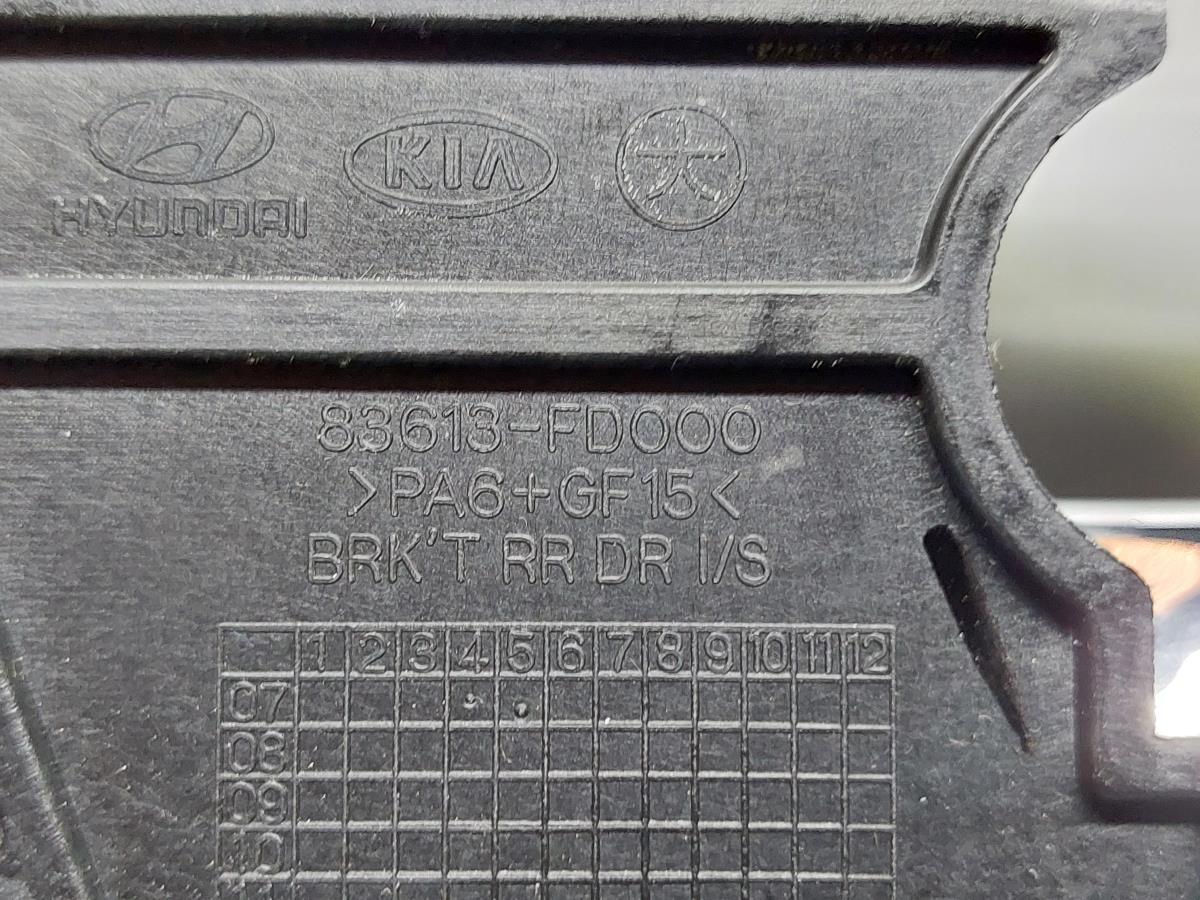 HYUNDAI KIA 大
83613-FD000
>PA6+GF15<
BRK'T RR DR I/S
1 2 3 4 5 6 7 8 9 10 11 12
07
08
09
10